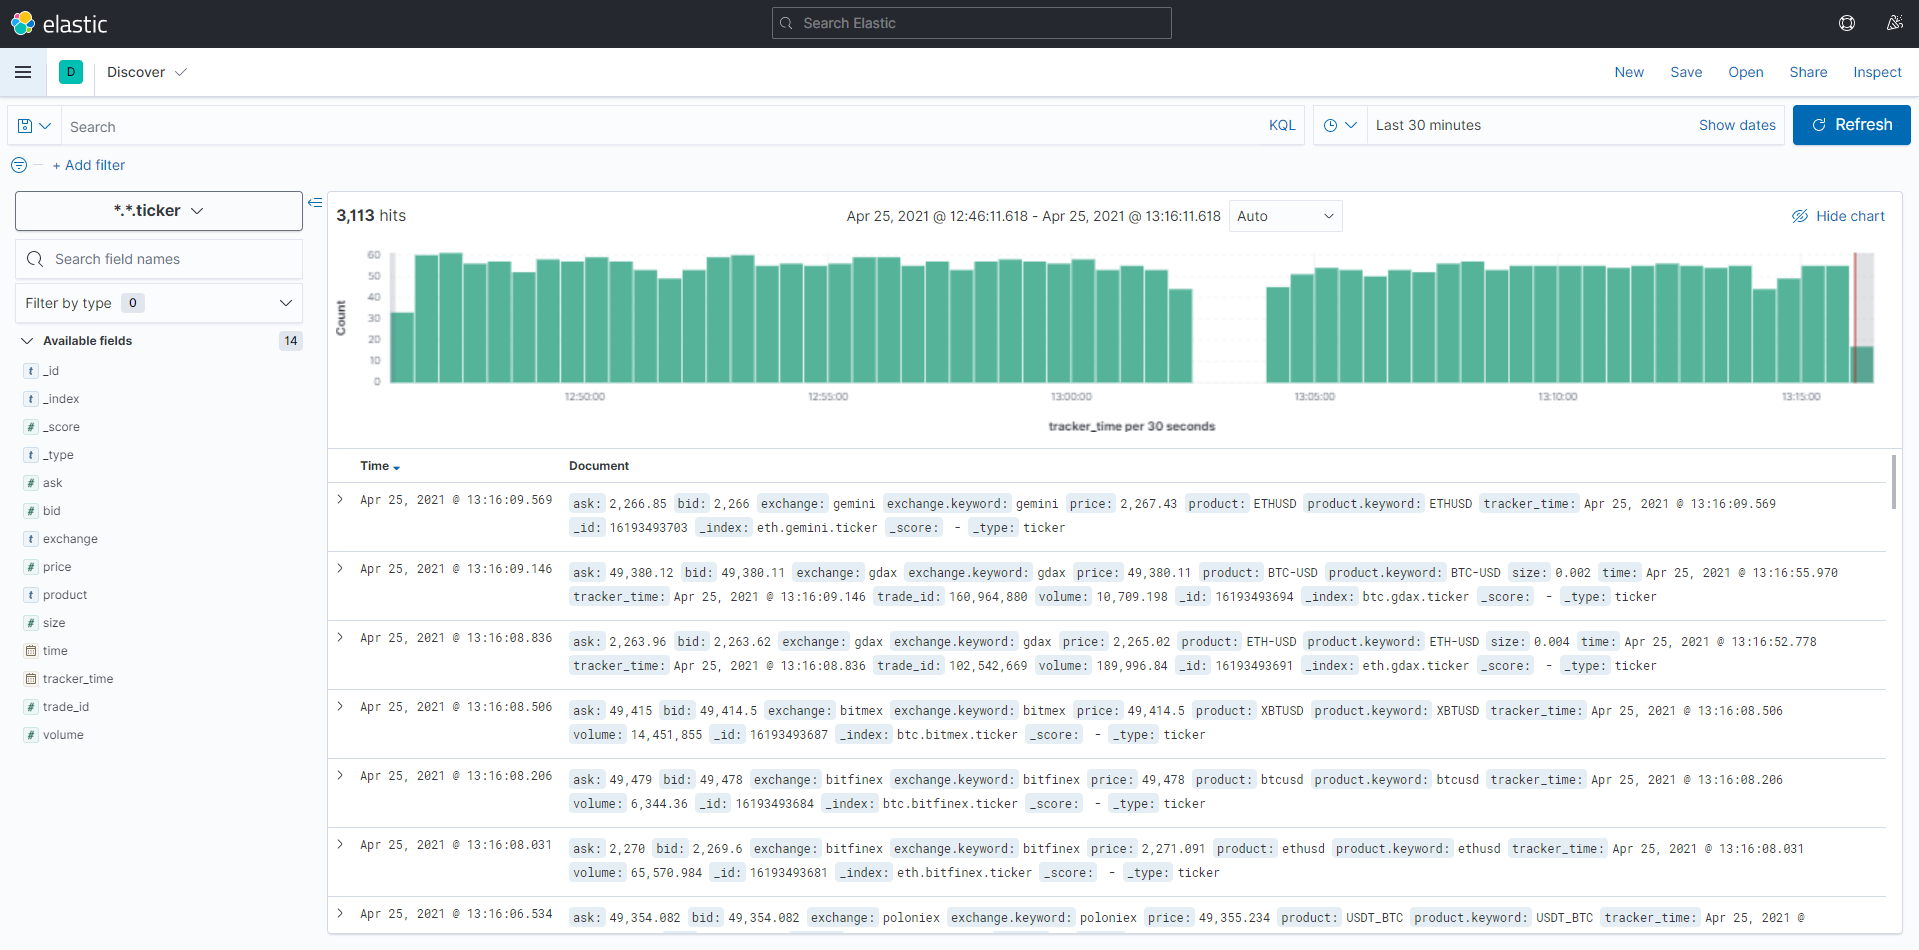 elastic
Search Elastic
D Discover
New Save Open Share Inspect
Search KQL
Last 30 minutes Show dates
Refresh
+ Add filter
*.*.ticker
Search field names
Filter by type 0
Available fields 14
t _id
t _index
# _score
t _type
# ask
# bid
t exchange
# price
t product
# size
time
tracker_time
# trade_id
# volume
3,113 hits
Apr 25, 2021 @ 12:46:11.618 - Apr 25, 2021 @ 13:16:11.618 Auto
Hide chart
Count
60
50
40
30
20
10
0
12:50:00 12:55:00 13:00:00 13:05:00 13:10:00 13:15:00
tracker_time per 30 seconds
Time Document
Apr 25, 2021 @ 13:16:09.569 ask: 2,266.85 bid: 2,266 exchange: gemini exchange.keyword: gemini price: 2,267.43 product: ETHUSD product.keyword: ETHUSD tracker_time: Apr 25, 2021 @ 13:16:09.569
_id: 16193493703 _index: eth.gemini.ticker _score: - _type: ticker
Apr 25, 2021 @ 13:16:09.146 ask: 49,380.12 bid: 49,380.11 exchange: gdax exchange.keyword: gdax price: 49,380.11 product: BTC-USD product.keyword: BTC-USD size: 0.002 time: Apr 25, 2021 @ 13:16:55.970
tracker_time: Apr 25, 2021 @ 13:16:09.146 trade_id: 160,964,880 volume: 10,709.198 _id: 16193493694 _index: btc.gdax.ticker _score: - _type: ticker
Apr 25, 2021 @ 13:16:08.836 ask: 2,263.96 bid: 2,263.62 exchange: gdax exchange.keyword: gdax price: 2,265.02 product: ETH-USD product.keyword: ETH-USD size: 0.004 time: Apr 25, 2021 @ 13:16:52.778
tracker_time: Apr 25, 2021 @ 13:16:08.836 trade_id: 102,542,669 volume: 189,996.84 _id: 16193493691 _index: eth.gdax.ticker _score: - _type: ticker
Apr 25, 2021 @ 13:16:08.506 ask: 49,415 bid: 49,414.5 exchange: bitmex exchange.keyword: bitmex price: 49,414.5 product: XBTUSD product.keyword: XBTUSD tracker_time: Apr 25, 2021 @ 13:16:08.506
volume: 14,451,855 _id: 16193493687 _index: btc.bitmex.ticker _score: - _type: ticker
Apr 25, 2021 @ 13:16:08.206 ask: 49,479 bid: 49,478 exchange: bitfinex exchange.keyword: bitfinex price: 49,478 product: btcusd product.keyword: btcusd tracker_time: Apr 25, 2021 @ 13:16:08.206
volume: 6,344.36 _id: 16193493684 _index: btc.bitfinex.ticker _score: - _type: ticker
Apr 25, 2021 @ 13:16:08.031 ask: 2,270 bid: 2,269.6 exchange: bitfinex exchange.keyword: bitfinex price: 2,271.091 product: ethusd product.keyword: ethusd tracker_time: Apr 25, 2021 @ 13:16:08.031
volume: 65,570.984 _id: 16193493681 _index: eth.bitfinex.ticker _score: - _type: ticker
Apr 25, 2021 @ 13:16:06.534 ask: 49,354.082 bid: 49,354.082 exchange: poloniex exchange.keyword: poloniex price: 49,355.234 product: USDT_BTC product.keyword: USDT_BTC tracker_time: Apr 25, 2021 @